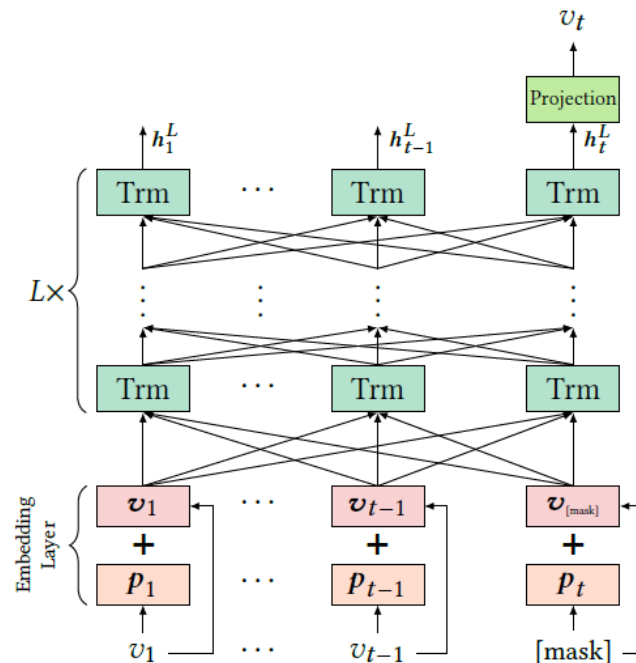 v_t
Projection
h_1^L h_{t-1}^L h_t^L
Trm ··· Trm Trm
L×
Trm ··· Trm Trm
Embedding
Layer
v_1 ··· v_{t-1} v_[mask]
+ + +
p_1 ··· p_{t-1} p_t
v_1 ··· v_{t-1} [mask]